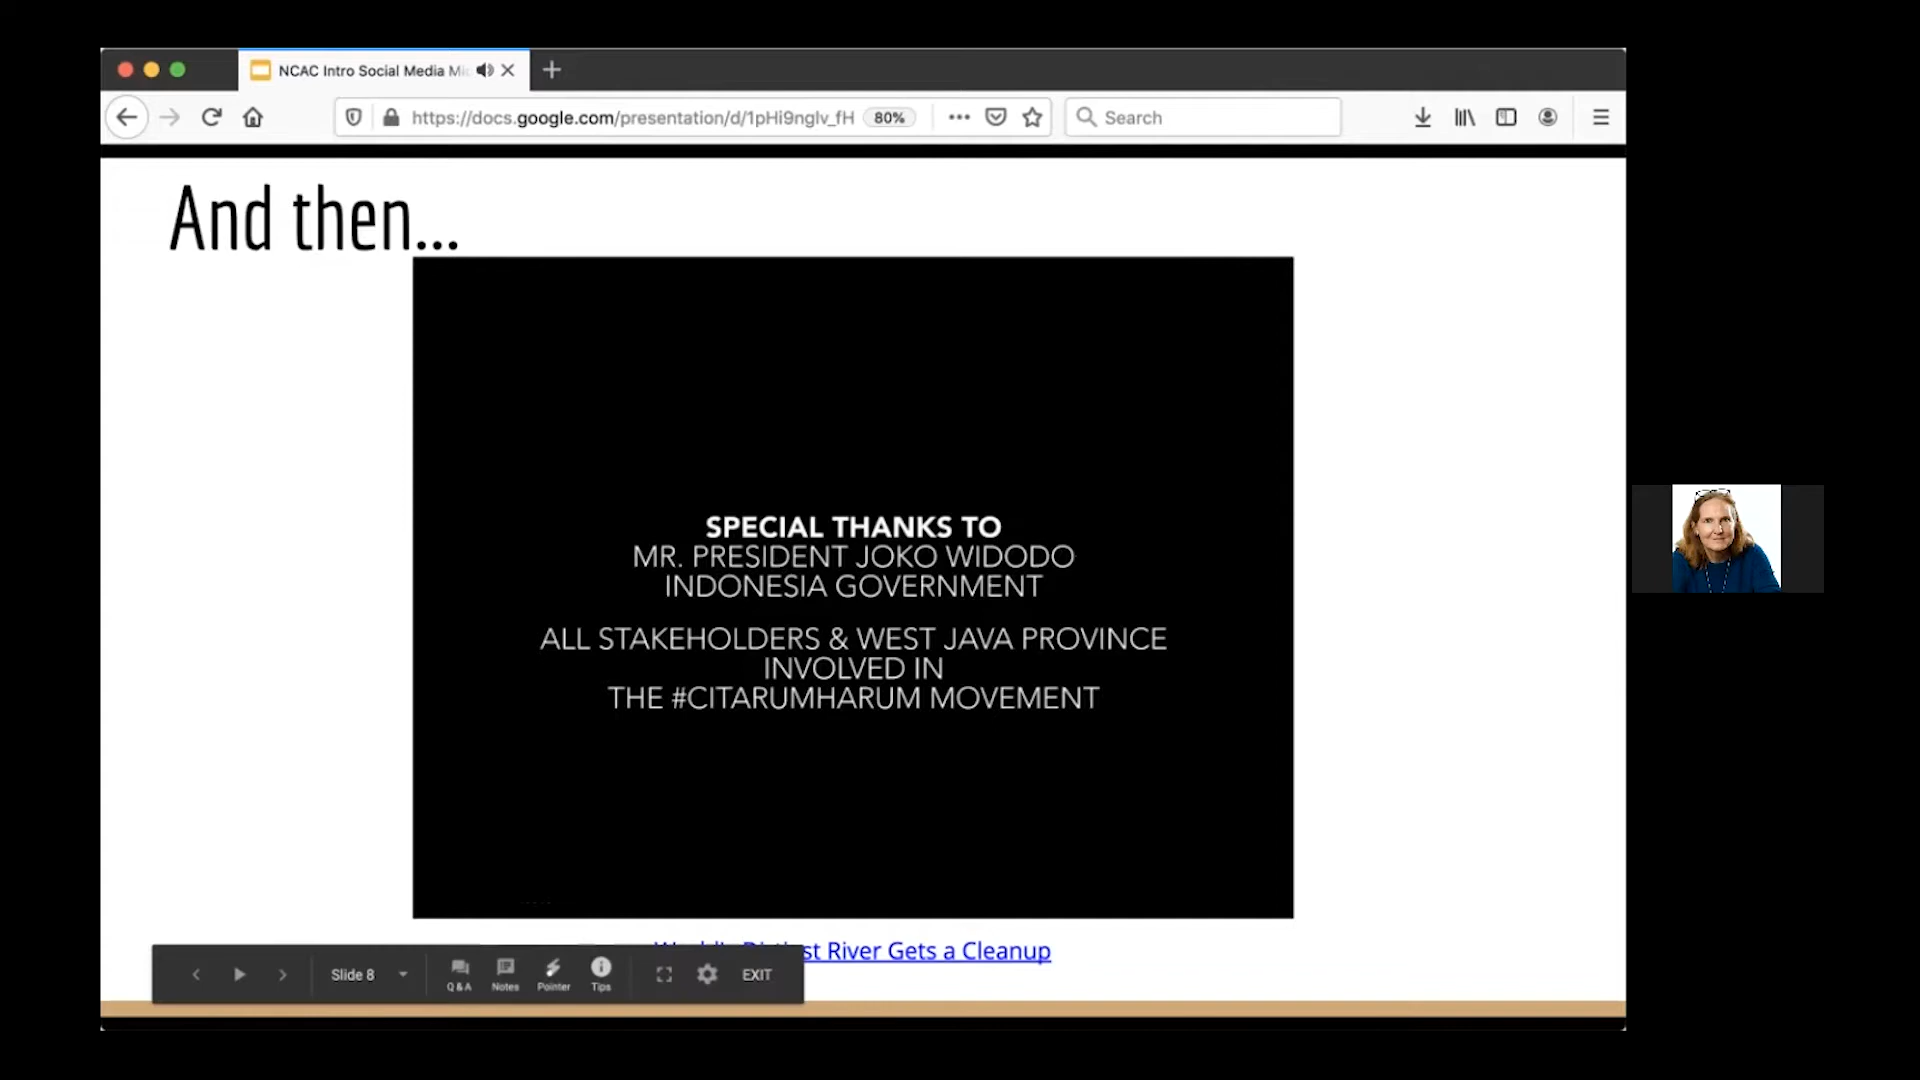 NCAC Intro Social Media Mi
https://docs.google.com/presentation/d/1pHi9nglv_fH
80%
Search
And then...
SPECIAL THANKS TO
MR. PRESIDENT JOKO WIDODO
INDONESIA GOVERNMENT
ALL STAKEHOLDERS & WEST JAVA PROVINCE
INVOLVED IN
THE #CITARUMHARUM MOVEMENT
River Gets a Cleanup
Slide 8
Q & A
Notes
Pointer
Tips
EXIT